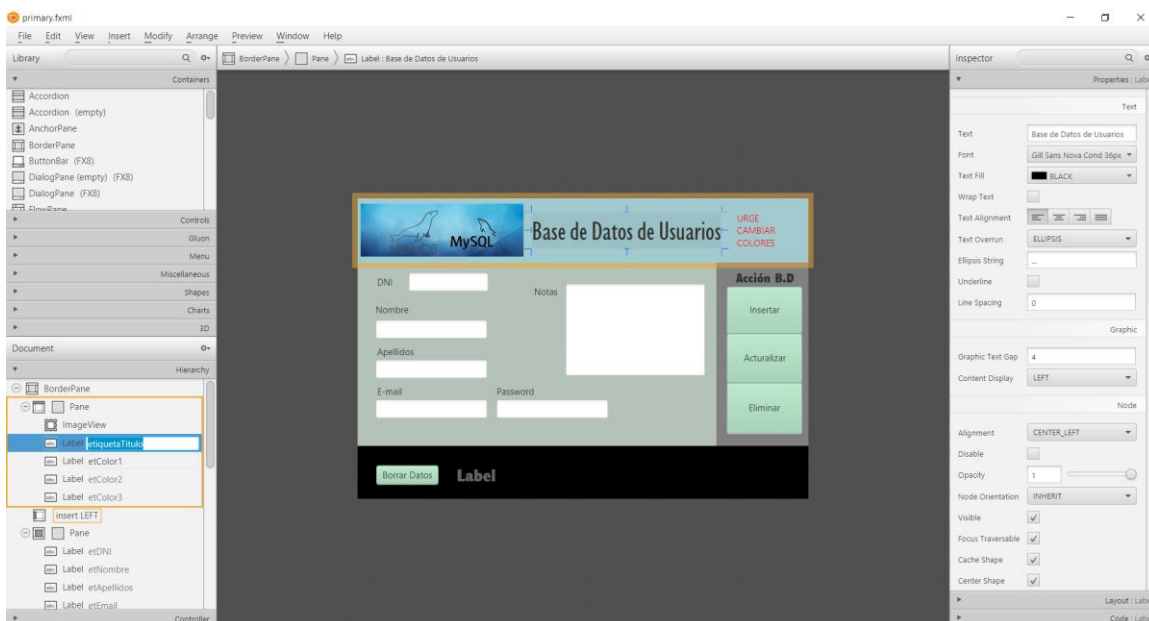 primary.fxml
File Edit View Insert Modify Arrange Preview Window Help
Library
BorderPane Pane Label : Base de Datos de Usuarios
Containers
Accordion
Accordion (empty)
AnchorPane
BorderPane
ButtonBar (FX8)
DialogPane (empty) (FX8)
DialogPane (FX8)
FlowPane
Controls
Gluon
Menu
Miscellaneous
Shapes
Charts
3D
Document
Hierarchy
BorderPane
Pane
ImageView
Label etiquetaTitulo
Label etColor1
Label etColor2
Label etColor3
insert LEFT
Pane
Label etDNI
Label etNombre
Label etApellidos
Label etEmail
Controller
MySQL
Base de Datos de Usuarios
URGE
CAMBIAR
COLORES
DNI
Notas
Nombre
Apellidos
E-mail
Password
Acción B.D
Insertar
Acturalizar
Eliminar
Borrar Datos
Label
Inspector
Properties : Labe
Text
Text Base de Datos de Usuarios
Font Gill Sans Nova Cond 36px
Text Fill BLACK
Wrap Text
Text Alignment
Text Overrun ELLIPSIS
Ellipsis String ...
Underline
Line Spacing 0
Graphic
Graphic Text Gap 4
Content Display LEFT
Node
Alignment CENTER_LEFT
Disable
Opacity 1
Node Orientation INHERIT
Visible
Focus Traversable
Cache Shape
Center Shape
Layout : Labe
Code : Labe